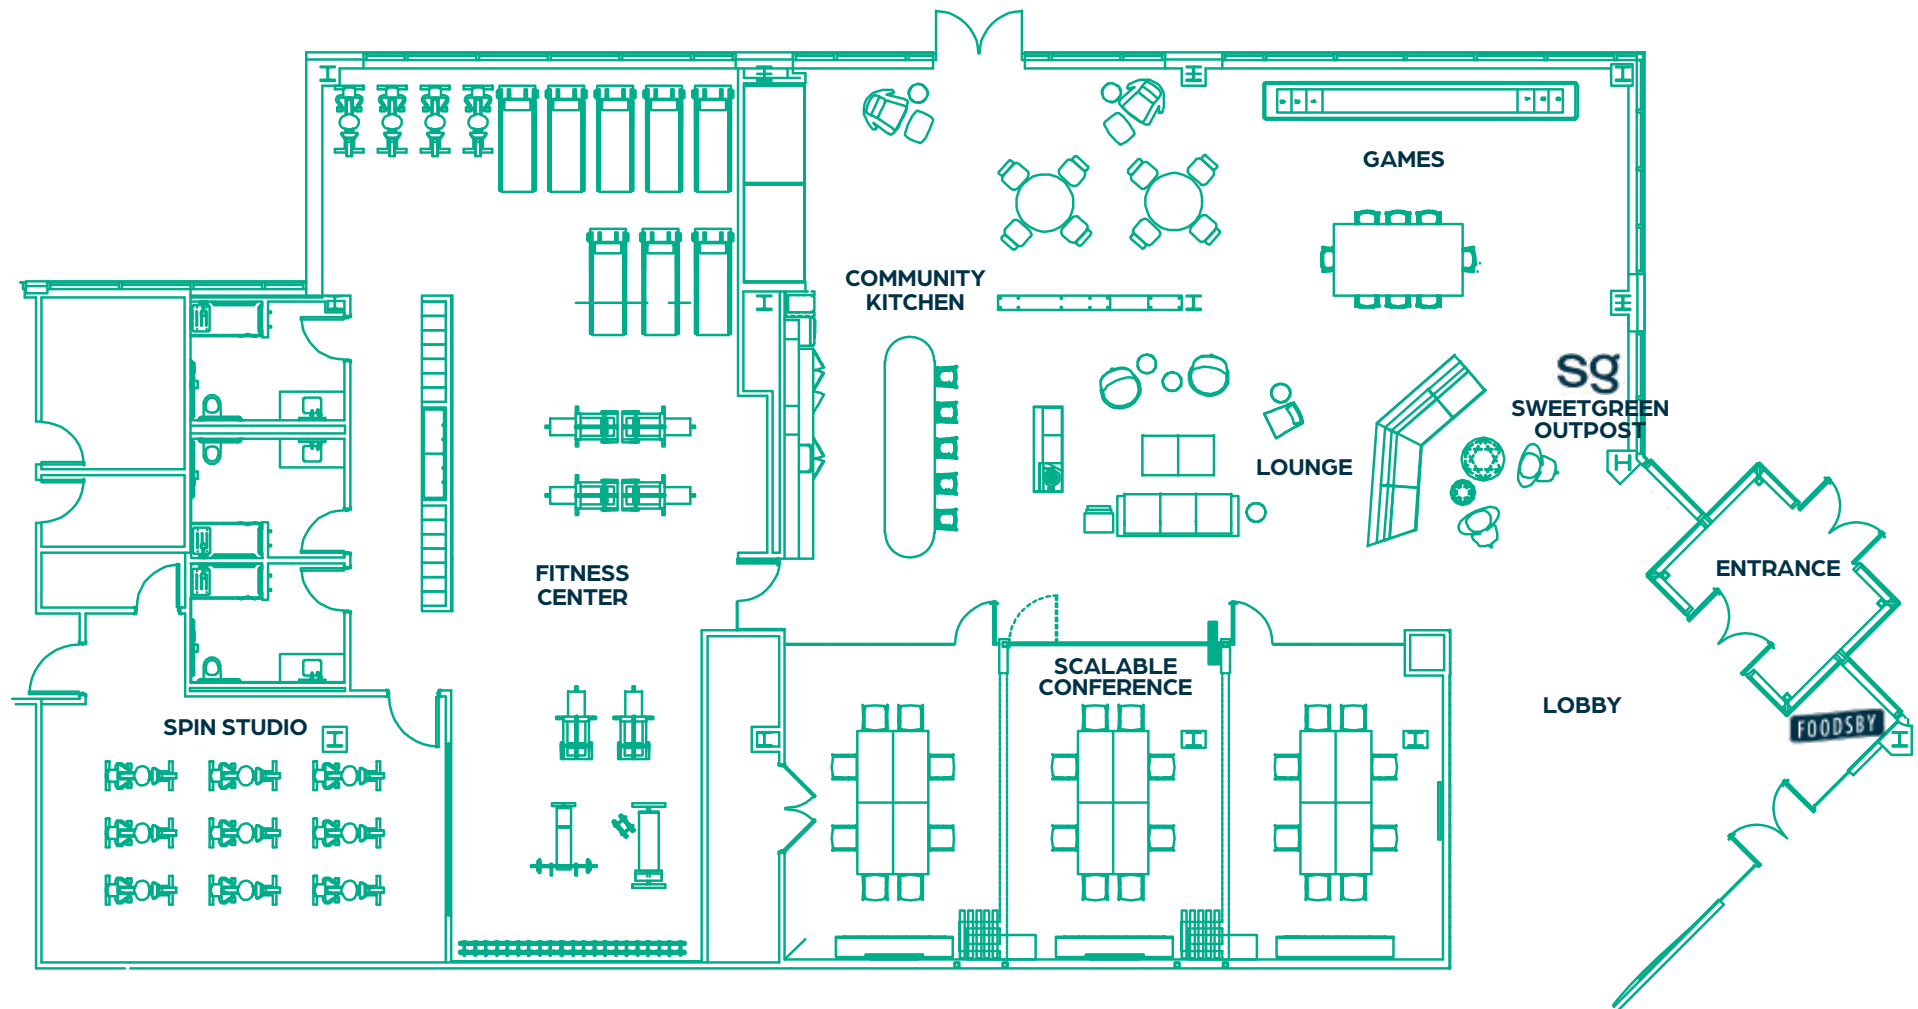 GAMES
COMMUNITY
KITCHEN
sg
SWEETGREEN
OUTPOST
LOUNGE
ENTRANCE
FITNESS
CENTER
SCALABLE
CONFERENCE
LOBBY
FOODSBY
SPIN STUDIO